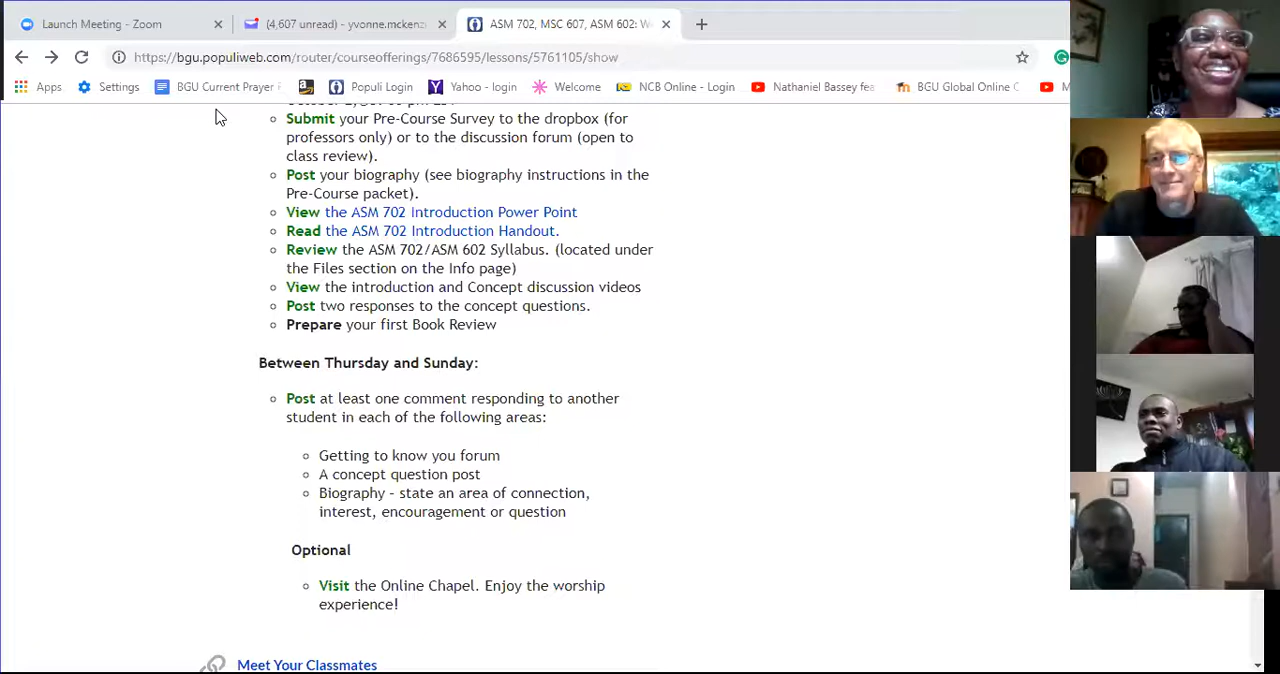 Launch Meeting - Zoom
(4,607 unread) - yvonne.mckenz
ASM 702, MSC 607, ASM 602: W
https://bgu.populiweb.com/router/courseofferings/7686595/lessons/5761105/show
Apps Settings BGU Current Prayer Populi Login Yahoo - login Welcome NCB Online - Login Nathaniel Bassey fea BGU Global Online C M
Submit your Pre-Course Survey to the dropbox (for
professors only) or to the discussion forum (open to
class review).
Post your biography (see biography instructions in the
Pre-Course packet).
View the ASM 702 Introduction Power Point
Read the ASM 702 Introduction Handout.
Review the ASM 702/ASM 602 Syllabus. (located under
the Files section on the Info page)
View the introduction and Concept discussion videos
Post two responses to the concept questions.
Prepare your first Book Review
Between Thursday and Sunday:
Post at least one comment responding to another
student in each of the following areas:
Getting to know you forum
A concept question post
Biography - state an area of connection,
interest, encouragement or question
Optional
Visit the Online Chapel. Enjoy the worship
experience!
Meet Your Classmates